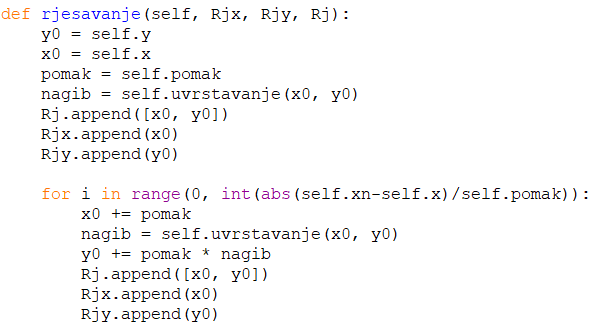 def rjesavanje(self, Rjx, Rjy, Rj):
    y0 = self.y
    x0 = self.x
    pomak = self.pomak
    nagib = self.uvrstavanje(x0, y0)
    Rj.append([x0, y0])
    Rjx.append(x0)
    Rjy.append(y0)

    for i in range(0, int(abs(self.xn-self.x)/self.pomak)):
        x0 += pomak
        nagib = self.uvrstavanje(x0, y0)
        y0 += pomak * nagib
        Rj.append([x0, y0])
        Rjx.append(x0)
        Rjy.append(y0)